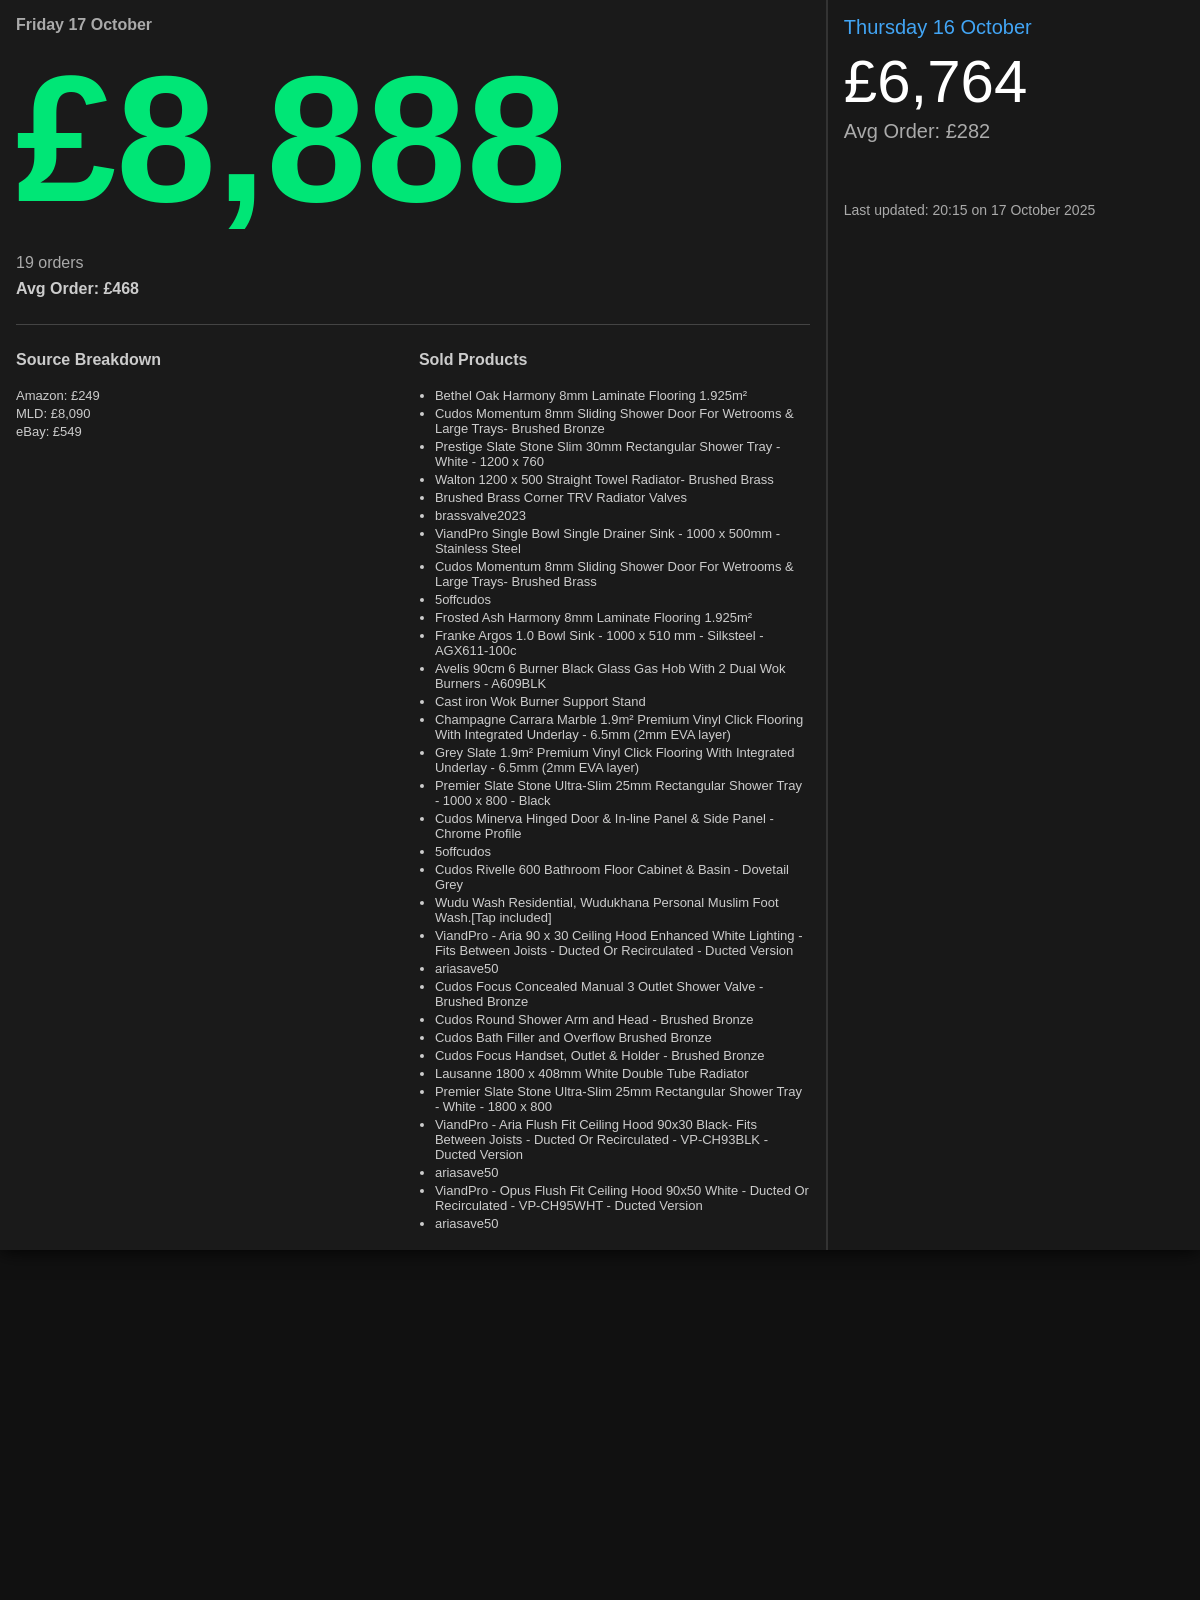 Friday 17 October
£8,888
19 orders
Avg Order: £468
Source Breakdown
Amazon: £249
MLD: £8,090
eBay: £549
Sold Products
Bethel Oak Harmony 8mm Laminate Flooring 1.925m²
Cudos Momentum 8mm Sliding Shower Door For Wetrooms &
Large Trays- Brushed Bronze
Prestige Slate Stone Slim 30mm Rectangular Shower Tray -
White - 1200 x 760
Walton 1200 x 500 Straight Towel Radiator- Brushed Brass
Brushed Brass Corner TRV Radiator Valves
brassvalve2023
ViandPro Single Bowl Single Drainer Sink - 1000 x 500mm -
Stainless Steel
Cudos Momentum 8mm Sliding Shower Door For Wetrooms &
Large Trays- Brushed Brass
5offcudos
Frosted Ash Harmony 8mm Laminate Flooring 1.925m²
Franke Argos 1.0 Bowl Sink - 1000 x 510 mm - Silksteel -
AGX611-100c
Avelis 90cm 6 Burner Black Glass Gas Hob With 2 Dual Wok
Burners - A609BLK
Cast iron Wok Burner Support Stand
Champagne Carrara Marble 1.9m² Premium Vinyl Click Flooring
With Integrated Underlay - 6.5mm (2mm EVA layer)
Grey Slate 1.9m² Premium Vinyl Click Flooring With Integrated
Underlay - 6.5mm (2mm EVA layer)
Premier Slate Stone Ultra-Slim 25mm Rectangular Shower Tray
- 1000 x 800 - Black
Cudos Minerva Hinged Door & In-line Panel & Side Panel -
Chrome Profile
5offcudos
Cudos Rivelle 600 Bathroom Floor Cabinet & Basin - Dovetail
Grey
Wudu Wash Residential, Wudukhana Personal Muslim Foot
Wash.[Tap included]
ViandPro - Aria 90 x 30 Ceiling Hood Enhanced White Lighting -
Fits Between Joists - Ducted Or Recirculated - Ducted Version
ariasave50
Cudos Focus Concealed Manual 3 Outlet Shower Valve -
Brushed Bronze
Cudos Round Shower Arm and Head - Brushed Bronze
Cudos Bath Filler and Overflow Brushed Bronze
Cudos Focus Handset, Outlet & Holder - Brushed Bronze
Lausanne 1800 x 408mm White Double Tube Radiator
Premier Slate Stone Ultra-Slim 25mm Rectangular Shower Tray
- White - 1800 x 800
ViandPro - Aria Flush Fit Ceiling Hood 90x30 Black- Fits
Between Joists - Ducted Or Recirculated - VP-CH93BLK -
Ducted Version
ariasave50
ViandPro - Opus Flush Fit Ceiling Hood 90x50 White - Ducted Or
Recirculated - VP-CH95WHT - Ducted Version
ariasave50
Thursday 16 October
£6,764
Avg Order: £282
Last updated: 20:15 on 17 October 2025